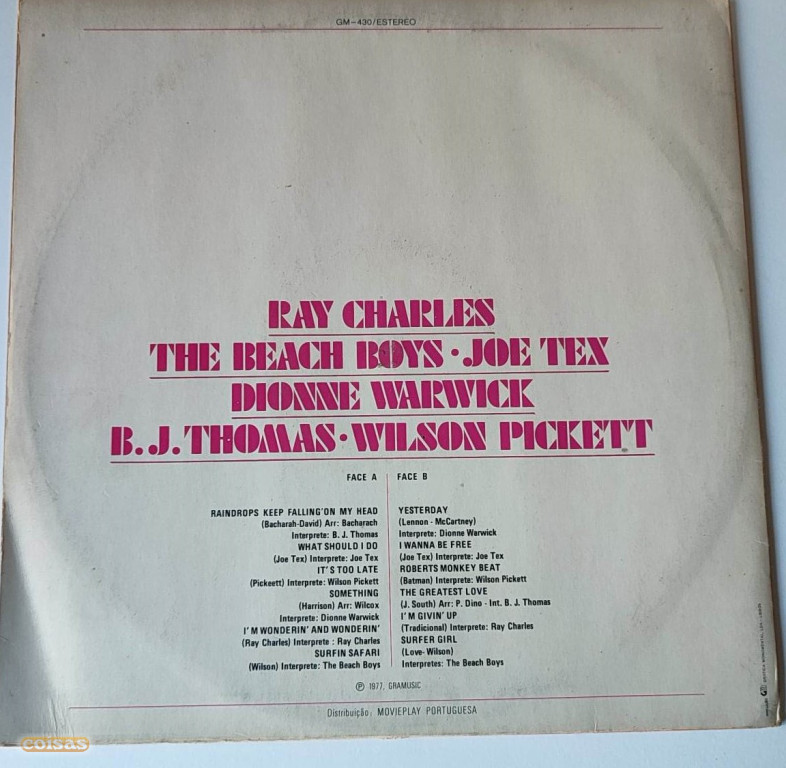 GM-430/ESTEREO
RAY CHARLES
THE BEACH BOYS · JOE TEX
DIONNE WARWICK
B.J. THOMAS · WILSON PICKETT
FACE A
RAINDROPS KEEP FALLING'ON MY HEAD
(Bacharah-David) Arr: Bacharach
Interprete: B. J. Thomas
WHAT SHOULD I DO
(Joe Tex) Interprete: Joe Tex
IT'S TOO LATE
(Pickeett) Interprete: Wilson Pickett
SOMETHING
(Harrison) Arr: Wilcox
Interprete: Dionne Warwick
I'M WONDERIN' AND WONDERIN'
(Ray Charles) Interprete : Ray Charles
SURFIN SAFARI
(Wilson) Interprete: The Beach Boys
FACE B
YESTERDAY
(Lennon - McCartney)
Interprete: Dionne Warwick
I WANNA BE FREE
(Joe Tex) Interprete: Joe Tex
ROBERTS MONKEY BEAT
(Batman) Interprete: Wilson Pickett
THE GREATEST LOVE
(J. South) Arr: P. Dino - Int. B. J. Thomas
I'M GIVIN' UP
(Tradicional) Interprete: Ray Charles
SURFER GIRL
(Love- Wilson)
Interpretes: The Beach Boys
℗ 1977, GRAMUSIC
Distribuição: MOVIEPLAY PORTUGUESA
coisas